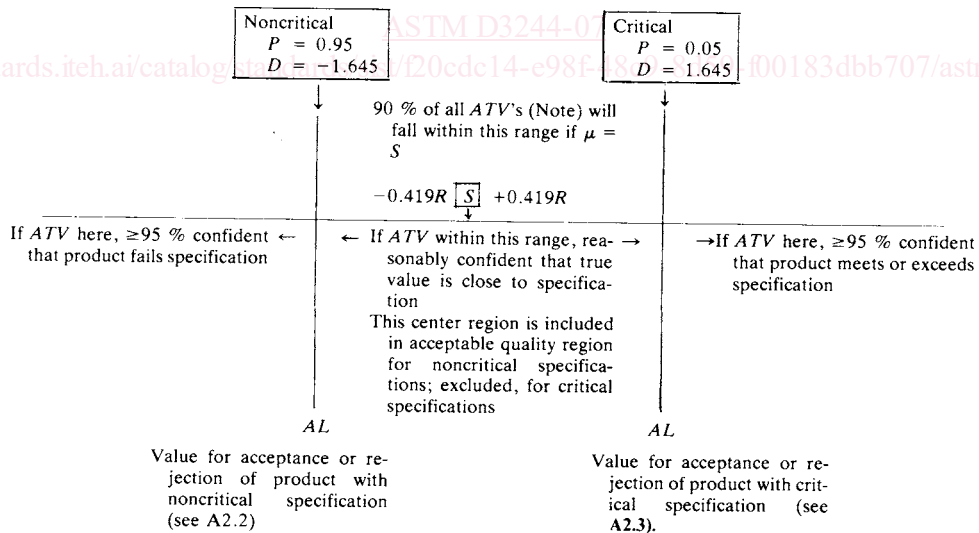 ASTM D3244-07
Noncritical
P = 0.95
D = −1.645
Critical
P = 0.05
D = 1.645
90 % of all ATV's (Note) will
fall within this range if μ =
S
−0.419R S +0.419R
If ATV here, ≥95 % confident ←
that product fails specification
← If ATV within this range, rea- →
sonably confident that true
value is close to specifica-
tion
This center region is included
in acceptable quality region
for noncritical specifica-
tions; excluded, for critical
specifications
→If ATV here, ≥95 % confident
that product meets or exceeds
specification
AL
Value for acceptance or re-
jection of product with
noncritical specification
(see A2.2)
AL
Value for acceptance or re-
jection of product with crit-
ical specification (see
A2.3).